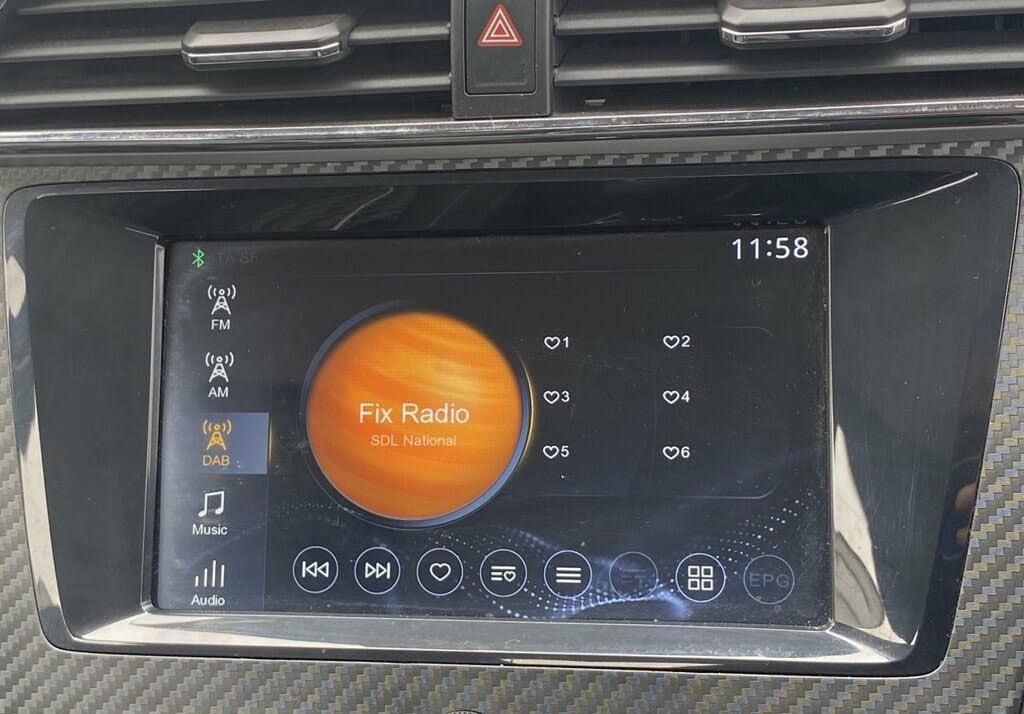 TA SF
11:58
FM
AM
DAB
Music
Audio
Fix Radio
SDL National
1
2
3
4
5
6
EPG